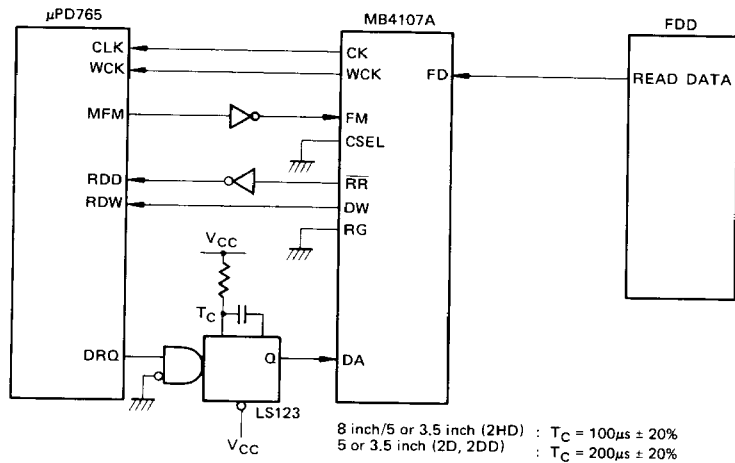 μPD765
MB4107A
FDD
CLK
CK
WCK
WCK
FD
READ DATA
MFM
FM
CSEL
RDD
RR
RDW
DW
RG
VCC
TC
DRQ
Q
DA
LS123
VCC
8 inch/5 or 3.5 inch (2HD) : TC = 100μs ± 20%
5 or 3.5 inch (2D, 2DD) : TC = 200μs ± 20%